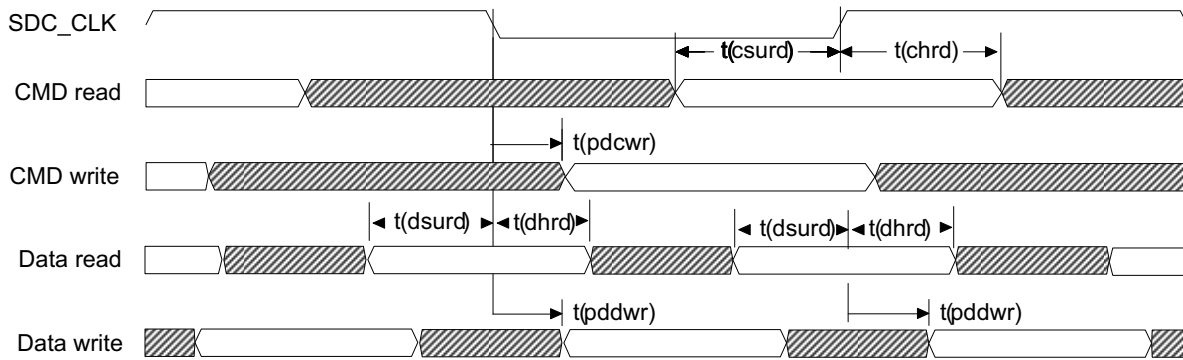 SDC_CLK
t(csurd) t(chrd)
CMD read
t(pdcwr)
CMD write
t(dsurd) t(dhrd) t(dsurd) t(dhrd)
Data read
t(pddwr) t(pddwr)
Data write